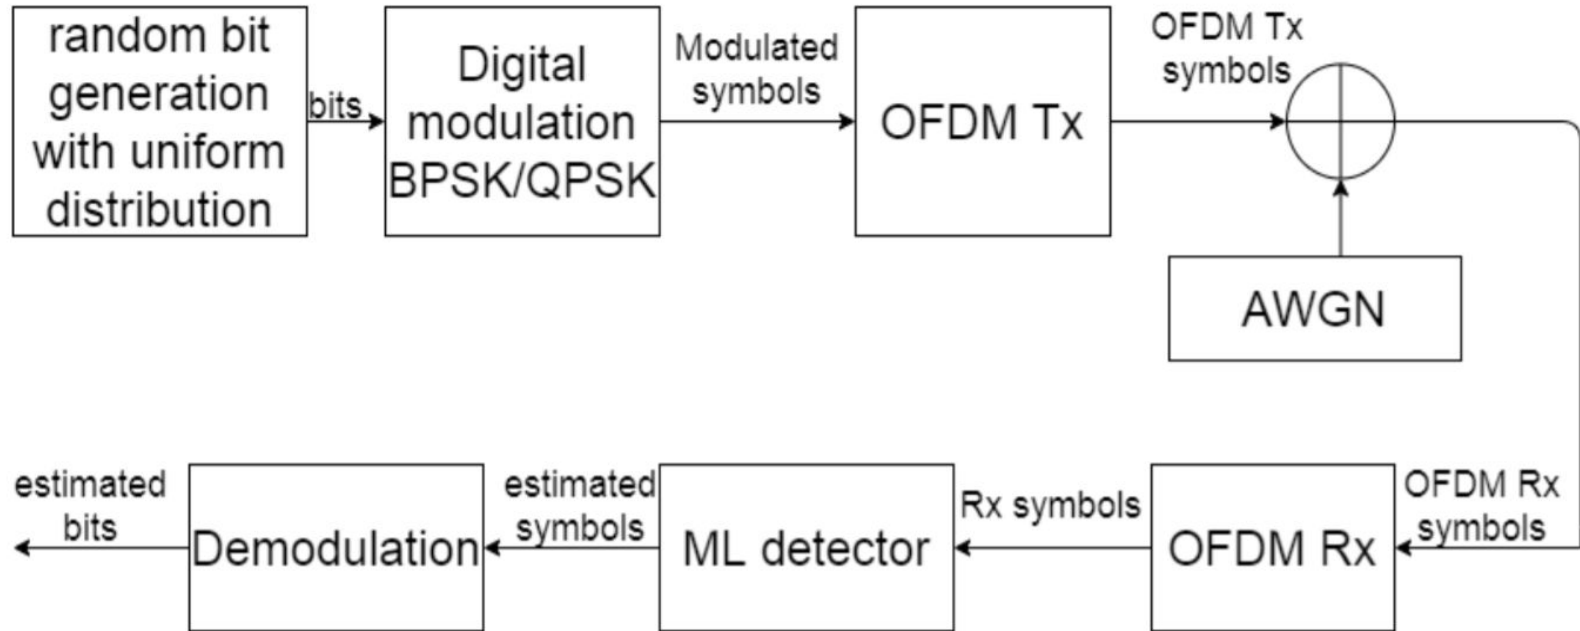 random bit
generation
with uniform
distribution
bits
Digital
modulation
BPSK/QPSK
Modulated
symbols
OFDM Tx
OFDM Tx
symbols
AWGN
estimated
bits
Demodulation
estimated
symbols
ML detector
Rx symbols
OFDM Rx
OFDM Rx
symbols